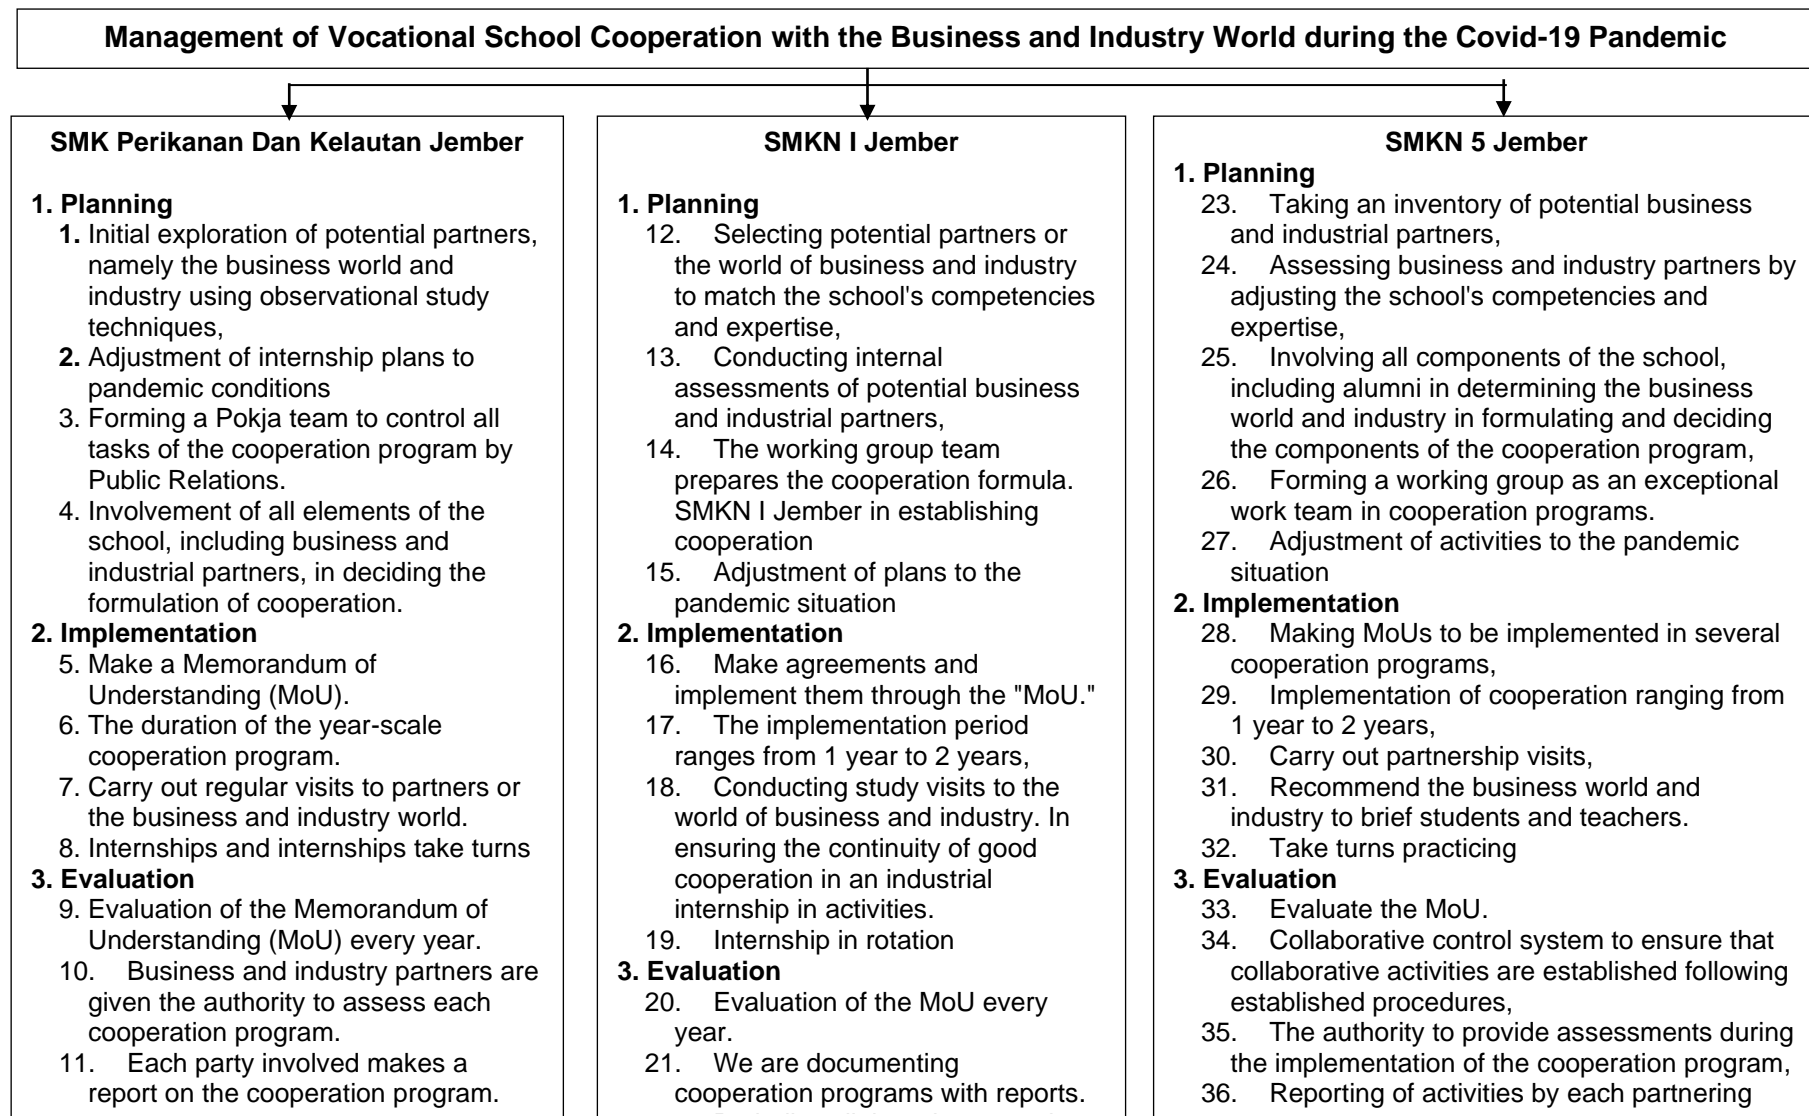 Management of Vocational School Cooperation with the Business and Industry World during the Covid-19 Pandemic
SMK Perikanan Dan Kelautan Jember
1. Planning
1. Initial exploration of potential partners,
namely the business world and
industry using observational study
techniques,
2. Adjustment of internship plans to
pandemic conditions
3. Forming a Pokja team to control all
tasks of the cooperation program by
Public Relations.
4. Involvement of all elements of the
school, including business and
industrial partners, in deciding the
formulation of cooperation.
2. Implementation
5. Make a Memorandum of
Understanding (MoU).
6. The duration of the year-scale
cooperation program.
7. Carry out regular visits to partners or
the business and industry world.
8. Internships and internships take turns
3. Evaluation
9. Evaluation of the Memorandum of
Understanding (MoU) every year.
10. Business and industry partners are
given the authority to assess each
cooperation program.
11. Each party involved makes a
report on the cooperation program.
SMKN I Jember
1. Planning
12. Selecting potential partners or
the world of business and industry
to match the school's competencies
and expertise,
13. Conducting internal
assessments of potential business
and industrial partners,
14. The working group team
prepares the cooperation formula.
SMKN I Jember in establishing
cooperation
15. Adjustment of plans to the
pandemic situation
2. Implementation
16. Make agreements and
implement them through the "MoU."
17. The implementation period
ranges from 1 year to 2 years,
18. Conducting study visits to the
world of business and industry. In
ensuring the continuity of good
cooperation in an industrial
internship in activities.
19. Internship in rotation
3. Evaluation
20. Evaluation of the MoU every
year.
21. We are documenting
cooperation programs with reports.
SMKN 5 Jember
1. Planning
23. Taking an inventory of potential business
and industrial partners,
24. Assessing business and industry partners by
adjusting the school's competencies and
expertise,
25. Involving all components of the school,
including alumni in determining the business
world and industry in formulating and deciding
the components of the cooperation program,
26. Forming a working group as an exceptional
work team in cooperation programs.
27. Adjustment of activities to the pandemic
situation
2. Implementation
28. Making MoUs to be implemented in several
cooperation programs,
29. Implementation of cooperation ranging from
1 year to 2 years,
30. Carry out partnership visits,
31. Recommend the business world and
industry to brief students and teachers.
32. Take turns practicing
3. Evaluation
33. Evaluate the MoU.
34. Collaborative control system to ensure that
collaborative activities are established following
established procedures,
35. The authority to provide assessments during
the implementation of the cooperation program,
36. Reporting of activities by each partnering